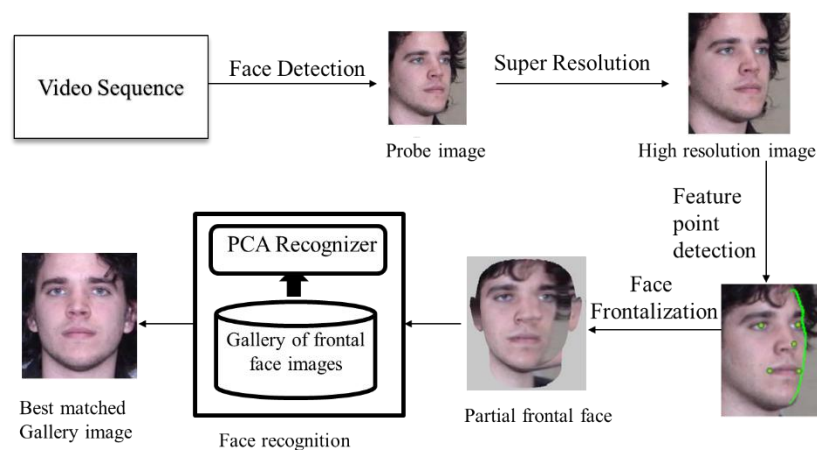 Video Sequence
Face Detection
Probe image
Super Resolution
High resolution image
Feature
point
detection
Face
Frontalization
Partial frontal face
PCA Recognizer
Gallery of frontal
face images
Face recognition
Best matched
Gallery image